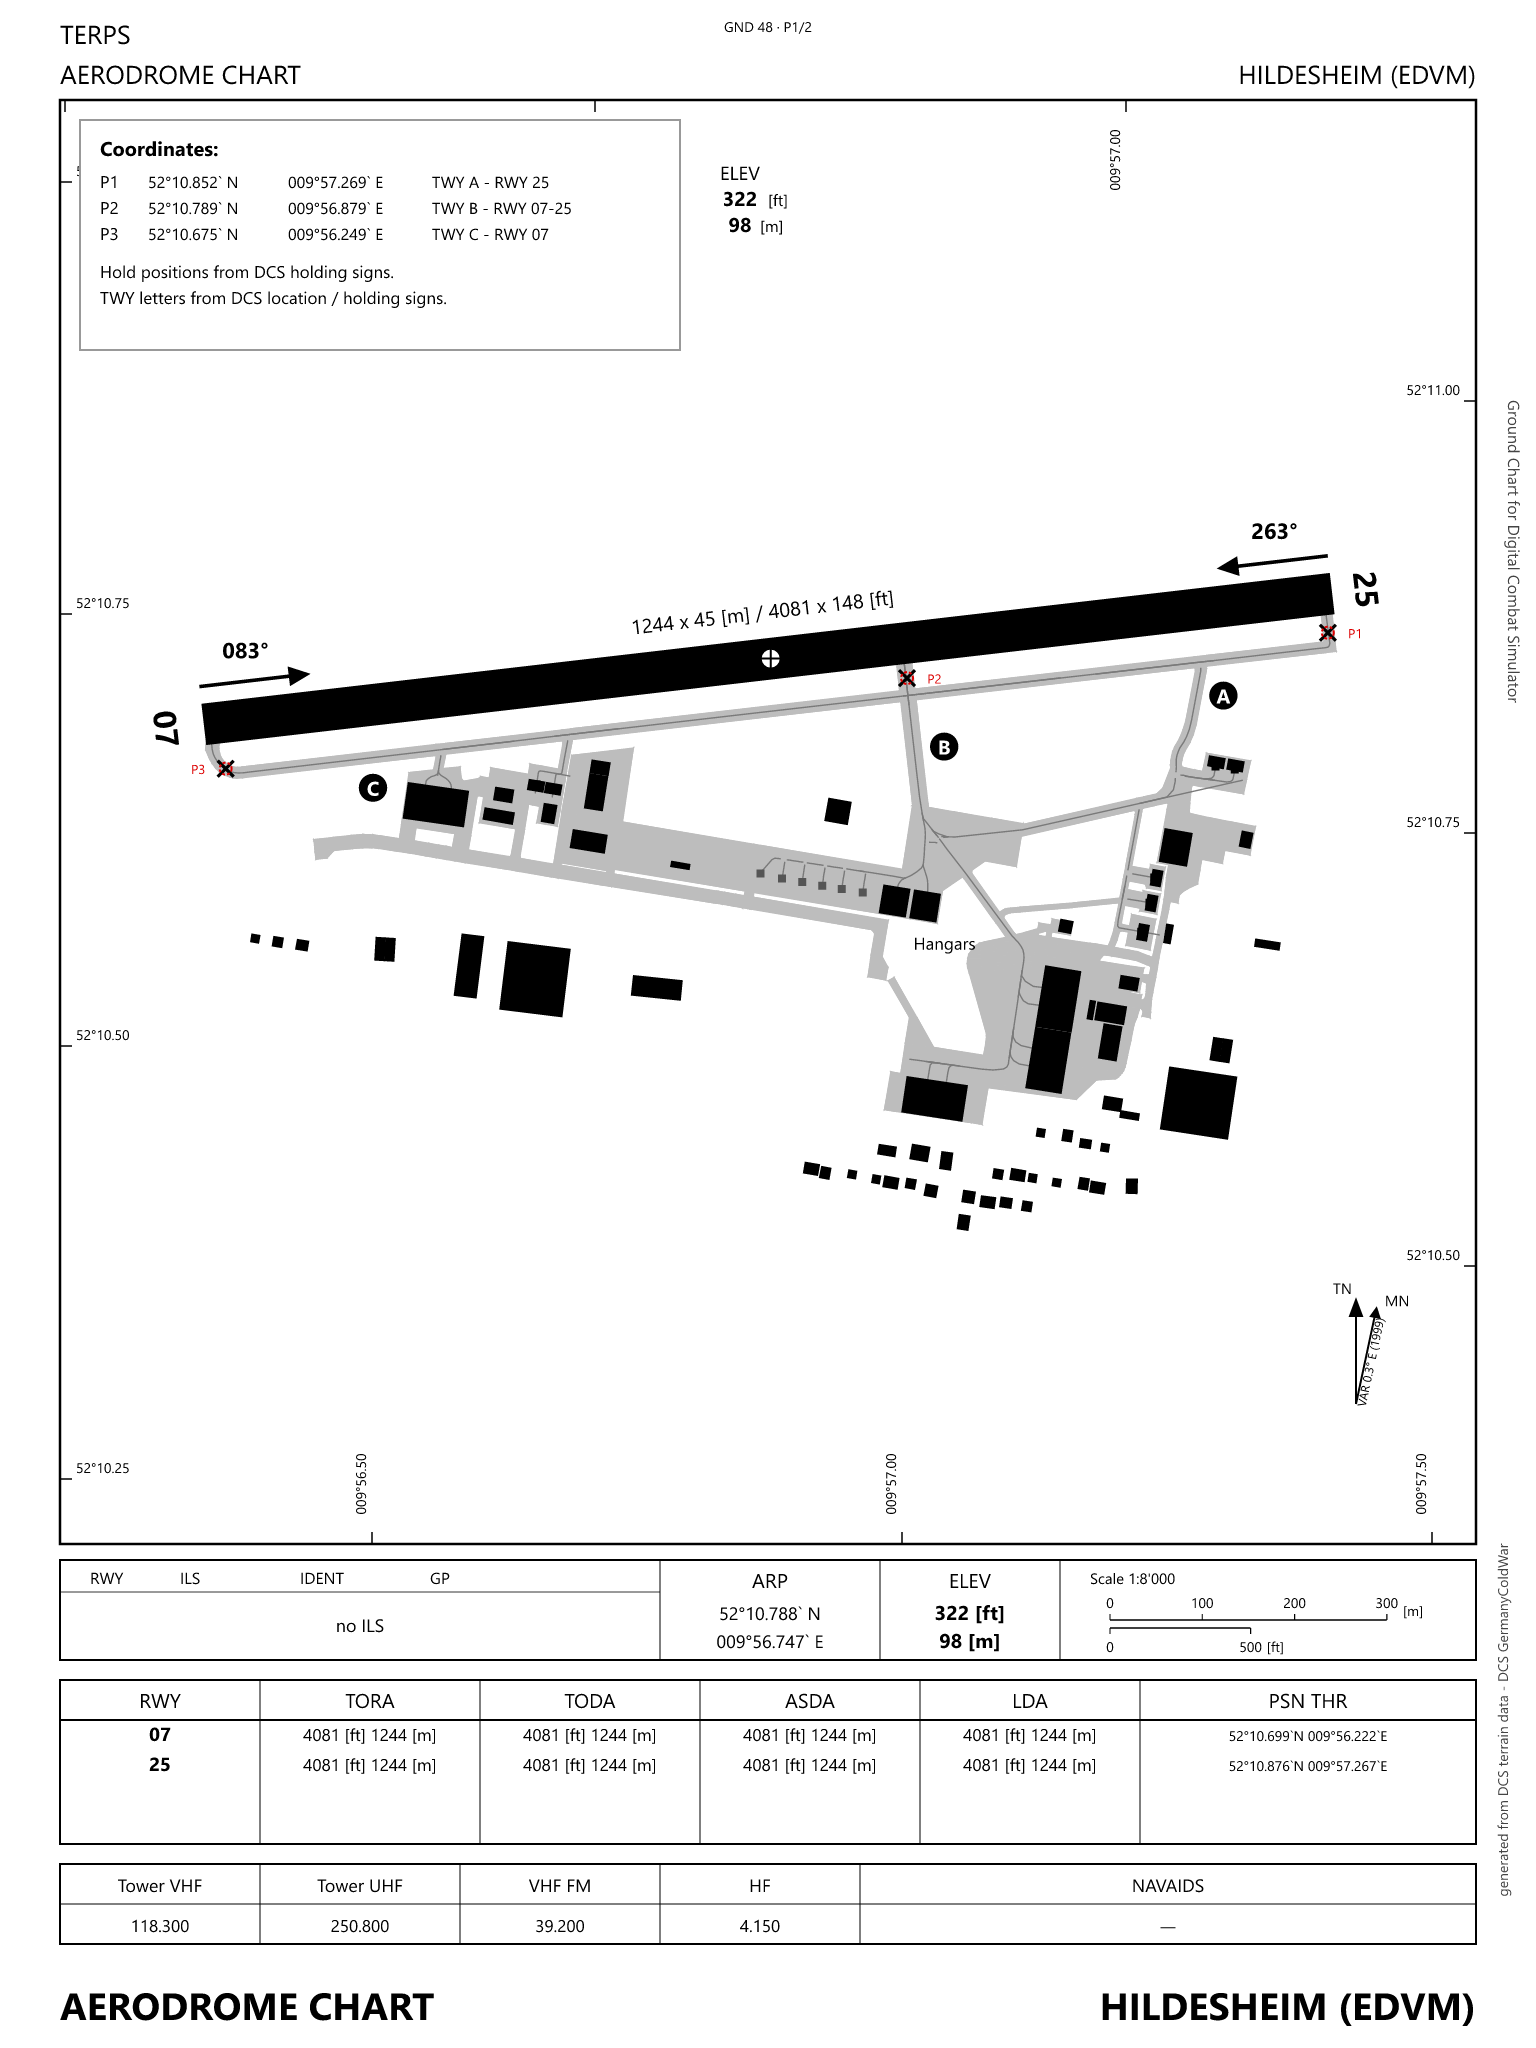 GND 48 · P1/2
TERPS
AERODROME CHART
HILDESHEIM (EDVM)
Coordinates:
P1 52°10.852` N 009°57.269` E TWY A - RWY 25
P2 52°10.789` N 009°56.879` E TWY B - RWY 07-25
P3 52°10.675` N 009°56.249` E TWY C - RWY 07
Hold positions from DCS holding signs.
TWY letters from DCS location / holding signs.
ELEV
322 [ft]
98 [m]
009°57.00
52°11.00
Ground Chart for Digital Combat Simulator
263°
25
52°10.75
1244 x 45 [m] / 4081 x 148 [ft]
P1
083°
07
P2
A
B
P3
C
52°10.75
Hangars
52°10.50
52°10.50
TN
MN
VAR 0.3° E (1999)
52°10.25
009°56.50
009°57.00
009°57.50
RWY ILS IDENT GP
no ILS
ARP
52°10.788` N
009°56.747` E
ELEV
322 [ft]
98 [m]
Scale 1:8'000
0 100 200 300 [m]
0 500 [ft]
RWY TORA TODA ASDA LDA PSN THR
07 4081 [ft] 1244 [m] 4081 [ft] 1244 [m] 4081 [ft] 1244 [m] 4081 [ft] 1244 [m] 52°10.699`N 009°56.222`E
25 4081 [ft] 1244 [m] 4081 [ft] 1244 [m] 4081 [ft] 1244 [m] 4081 [ft] 1244 [m] 52°10.876`N 009°57.267`E
generated from DCS terrain data - DCS GermanyColdWar
Tower VHF Tower UHF VHF FM HF NAVAIDS
118.300 250.800 39.200 4.150 —
AERODROME CHART
HILDESHEIM (EDVM)